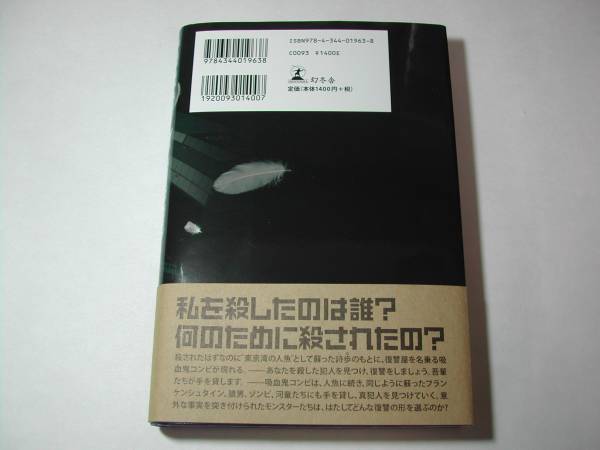 ISBN978-4-344-01963-8
C0093 ¥1400E
9784344019638
幻冬舎
定価(本体1400円+税)
1920093014007
私を殺したのは誰?
何のために殺されたの?
殺されたはずなのに“東京湾の人魚”として蘇った詩歩のもとに、復讐屋を名乗る吸
血鬼コンビが現れる。――あなたを殺した犯人を見つけ、復讐をしましょう。吾輩
たちが手を貸します。――吸血鬼コンビは、人魚に続き、同じように蘇ったフラン
ケンシュタイン、狼男、ゾンビ、河童たちにも手を貸し、真犯人を見つけていく。意
外な事実を突き付けられたモンスターたちは、はたしてどんな復讐の形を選ぶのか?